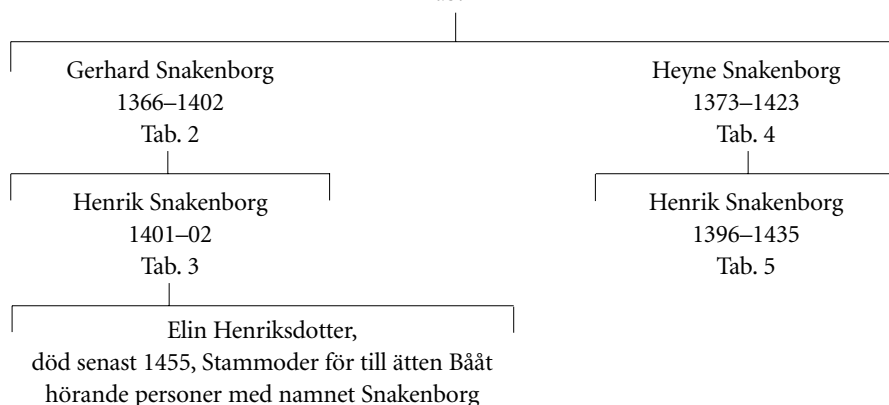 Gerhard Snakenborg
1366–1402
Tab. 2
Heyne Snakenborg
1373–1423
Tab. 4
Henrik Snakenborg
1401–02
Tab. 3
Henrik Snakenborg
1396–1435
Tab. 5
Elin Henriksdotter,
död senast 1455, Stammoder för till ätten Bååt
hörande personer med namnet Snakenborg